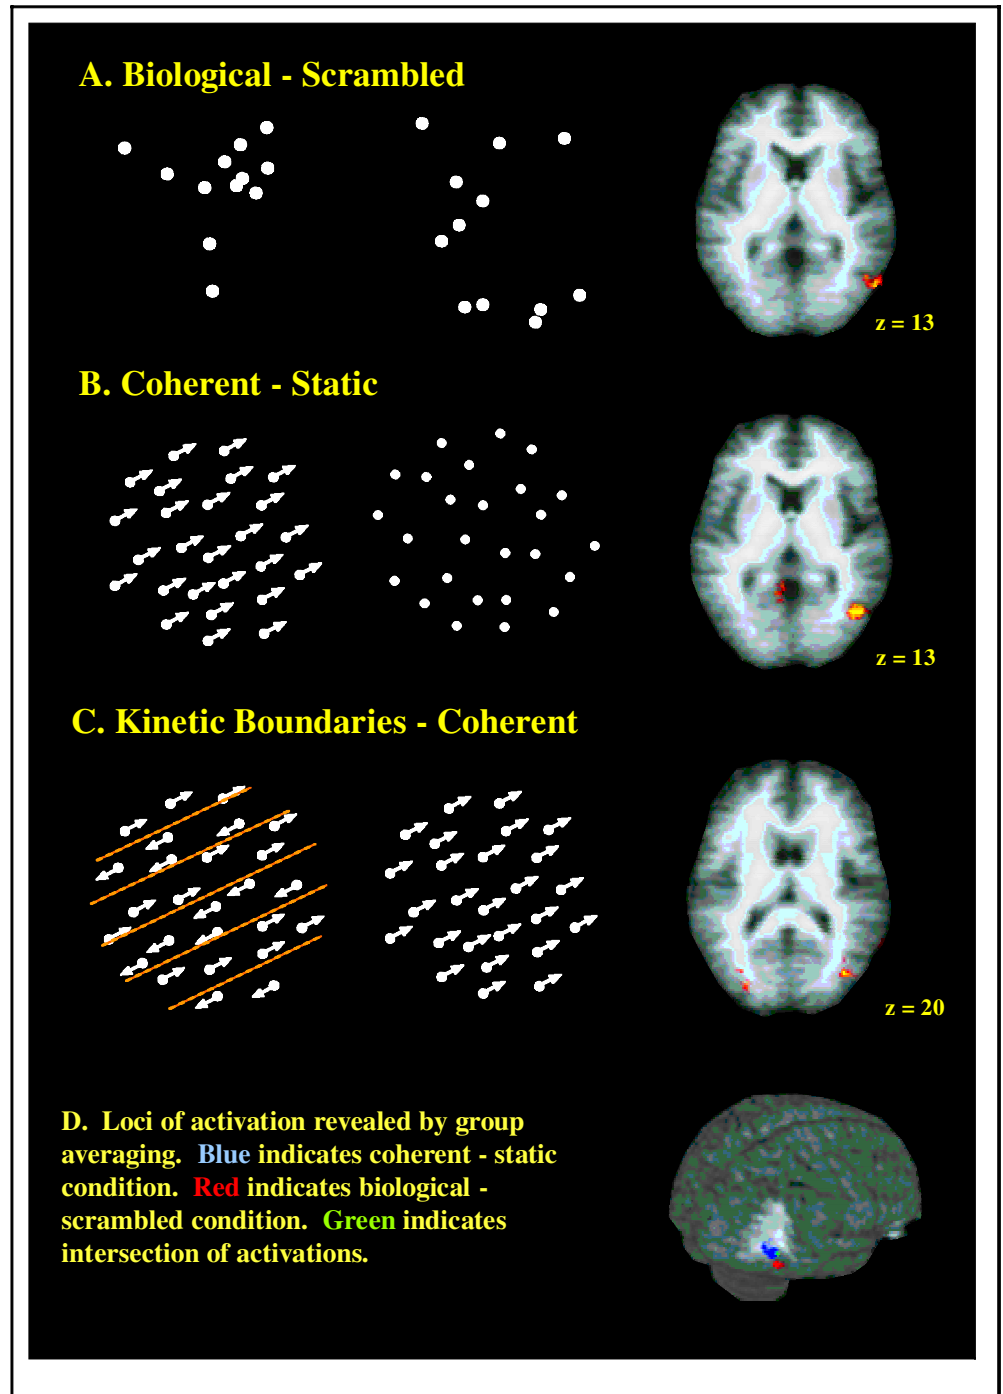 A. Biological - Scrambled
z = 13
B. Coherent - Static
z = 13
C. Kinetic Boundaries - Coherent
z = 20
D. Loci of activation revealed by group
averaging. Blue indicates coherent - static
condition. Red indicates biological -
scrambled condition. Green indicates
intersection of activations.